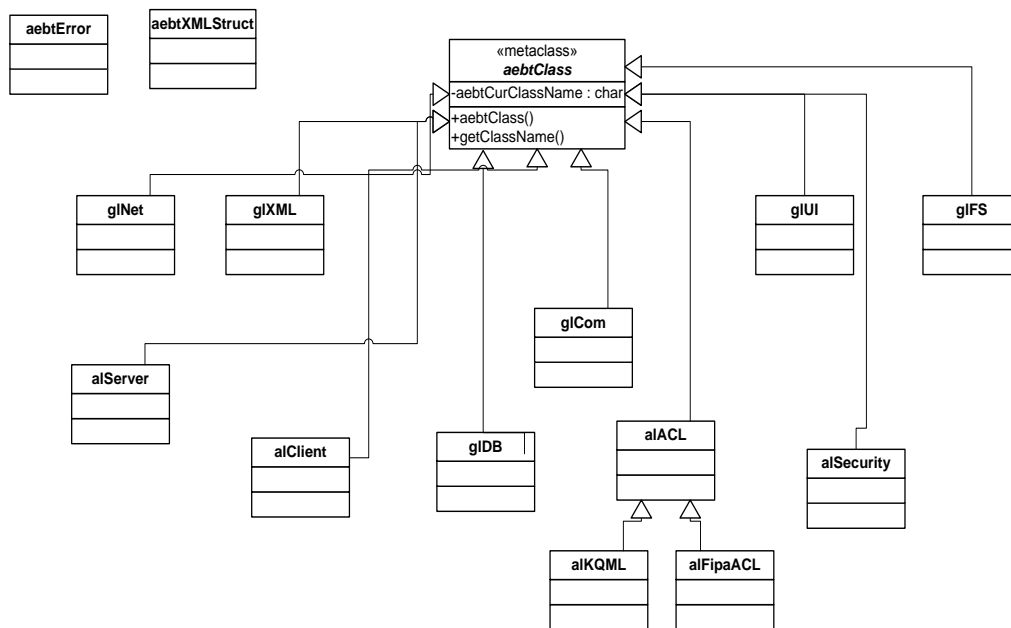 aebtError
aebtXMLStruct
«metaclass»
aebtClass
-aebtCurClassName : char
+aebtClass()
+getClassName()
glNet
glXML
glUI
glFS
glCom
alServer
alACL
alClient
glDB
alSecurity
alKQML
alFipaACL